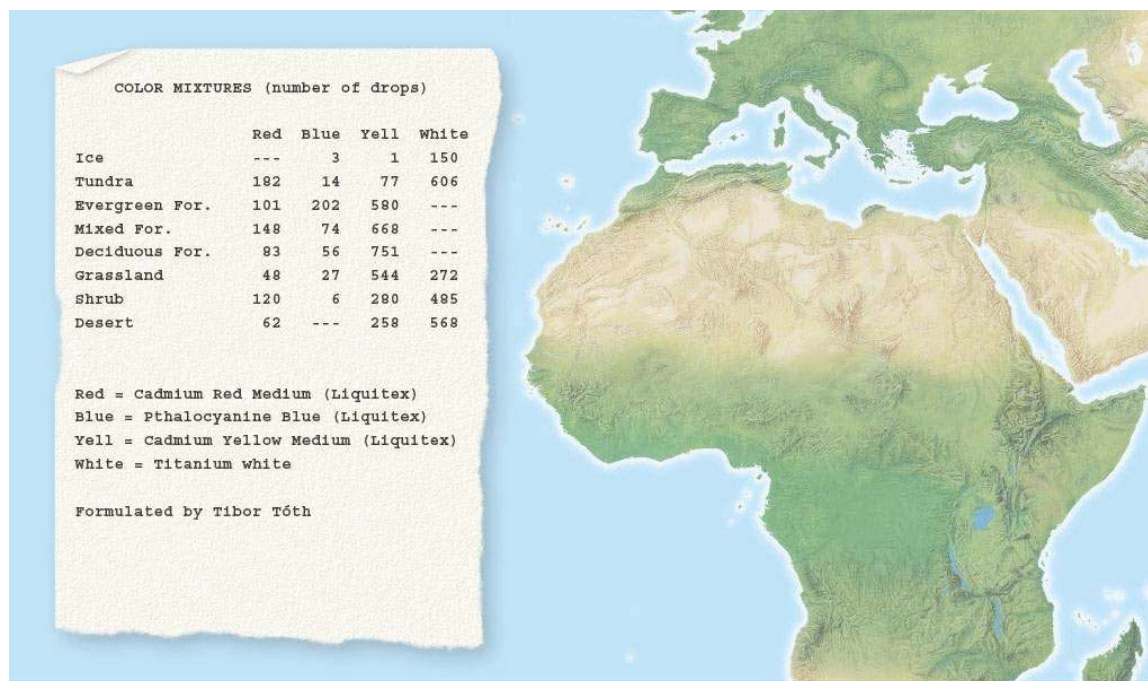 COLOR MIXTURES (number of drops)
Red Blue Yell White
Ice --- 3 1 150
Tundra 182 14 77 606
Evergreen For. 101 202 580 ---
Mixed For. 148 74 668 ---
Deciduous For. 83 56 751 ---
Grassland 48 27 544 272
Shrub 120 6 280 485
Desert 62 --- 258 568
Red = Cadmium Red Medium (Liquitex)
Blue = Pthalocyanine Blue (Liquitex)
Yell = Cadmium Yellow Medium (Liquitex)
White = Titanium white
Formulated by Tibor Tóth